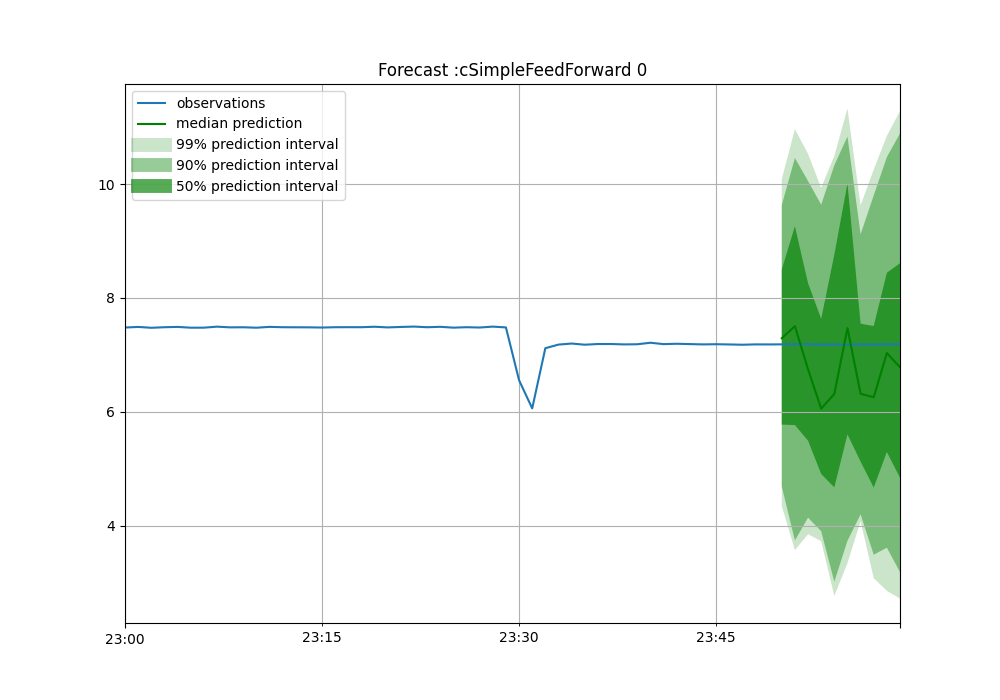 Forecast :cSimpleFeedForward 0
observations
median prediction
99% prediction interval
90% prediction interval
50% prediction interval
10
8
6
4
23:00
23:15
23:30
23:45